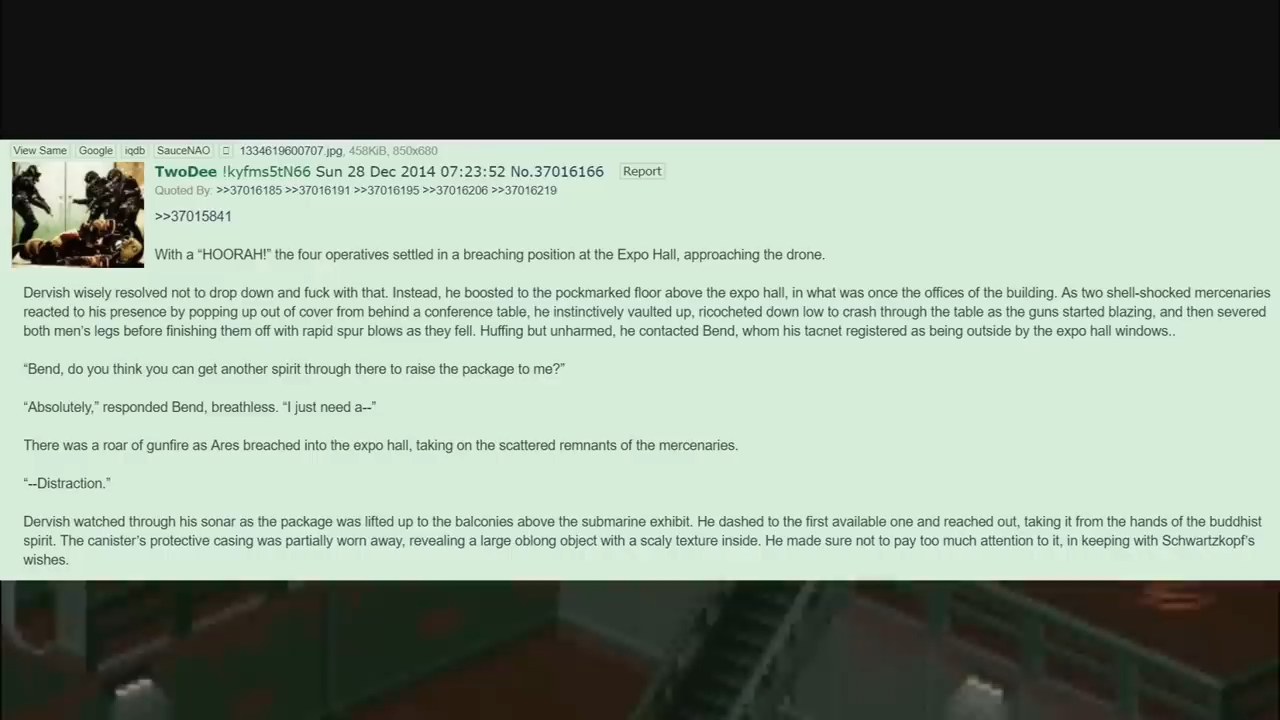 View Same Google iqdb SauceNAO 1334619600707.jpg, 458KiB, 850x680
TwoDee !kyfms5tN66 Sun 28 Dec 2014 07:23:52 No.37016166 Report
Quoted By: >>37016185 >>37016191 >>37016195 >>37016206 >>37016219
>>37015841
With a “HOORAH!” the four operatives settled in a breaching position at the Expo Hall, approaching the drone.
Dervish wisely resolved not to drop down and fuck with that. Instead, he boosted to the pockmarked floor above the expo hall, in what was once the offices of the building. As two shell-shocked mercenaries
reacted to his presence by popping up out of cover from behind a conference table, he instinctively vaulted up, ricocheted down low to crash through the table as the guns started blazing, and then severed
both men’s legs before finishing them off with rapid spur blows as they fell. Huffing but unharmed, he contacted Bend, whom his tacnet registered as being outside by the expo hall windows..
“Bend, do you think you can get another spirit through there to raise the package to me?”
“Absolutely,” responded Bend, breathless. “I just need a--”
There was a roar of gunfire as Ares breached into the expo hall, taking on the scattered remnants of the mercenaries.
“--Distraction.”
Dervish watched through his sonar as the package was lifted up to the balconies above the submarine exhibit. He dashed to the first available one and reached out, taking it from the hands of the buddhist
spirit. The canister’s protective casing was partially worn away, revealing a large oblong object with a scaly texture inside. He made sure not to pay too much attention to it, in keeping with Schwartzkopf’s
wishes.